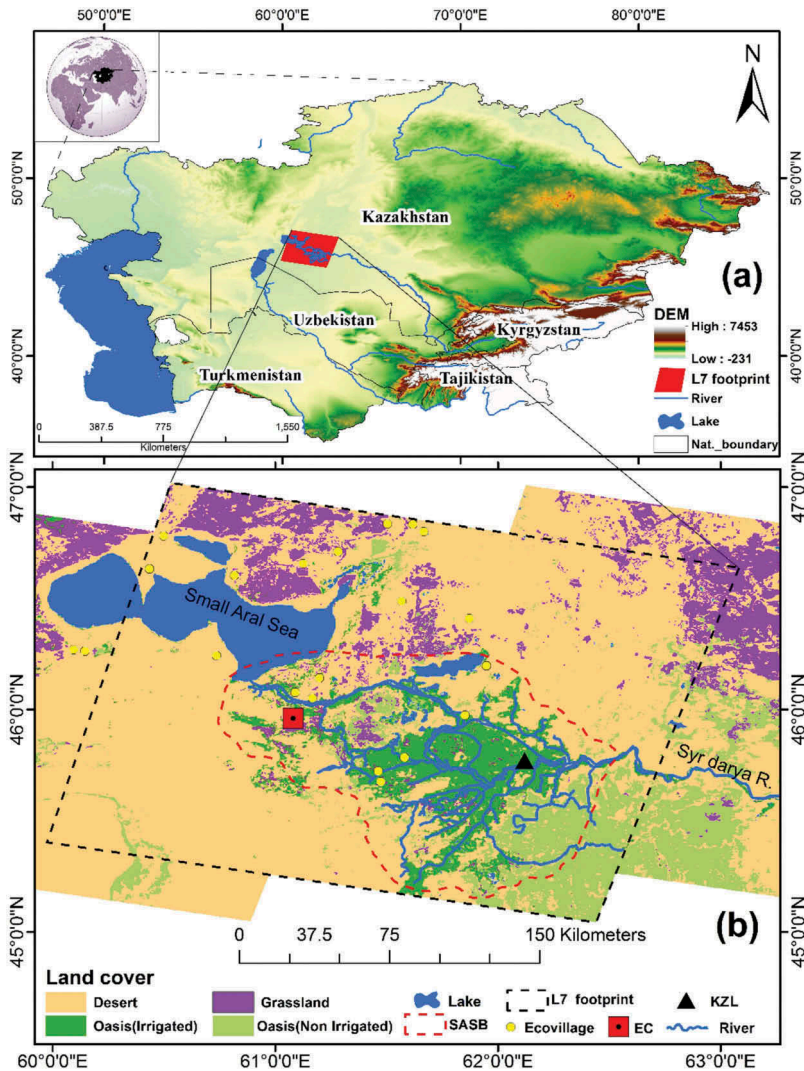 50°0'0"E 60°0'0"E 70°0'0"E 80°0'0"E
N
50°0'0"N
50°0'0"N
Kazakhstan
(a)
Uzbekistan
Kyrgyzstan
DEM
High : 7453
Low : -231
40°0'0"N
40°0'0"N
Turkmenistan
Tajikistan
L7 footprint
River
Lake
Nat._boundary
0 387.5 775 1,550
Kilometers
47°0'0"N
47°0'0"N
Small Aral Sea
46°0'0"N
46°0'0"N
Syr darya R.
45°0'0"N
45°0'0"N
(b)
0 37.5 75 150 Kilometers
Land cover
Desert Grassland Lake L7 footprint KZL
Oasis(Irrigated) Oasis(Non Irrigated) SASB Ecovillage EC River
60°0'0"E 61°0'0"E 62°0'0"E 63°0'0"E